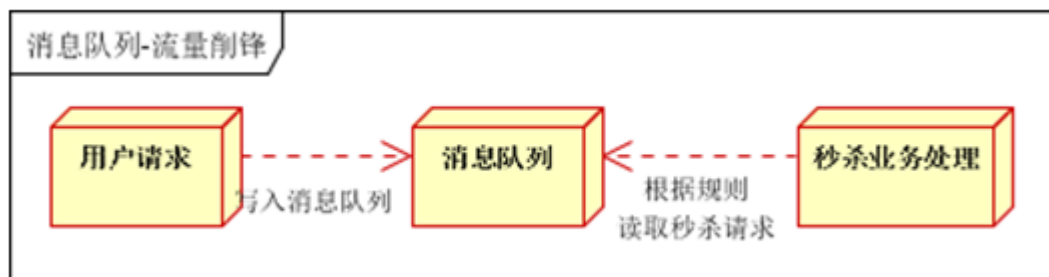 消息队列-流量削锋
用户请求
消息队列
秒杀业务处理
写入消息队列
根据规则
读取秒杀请求